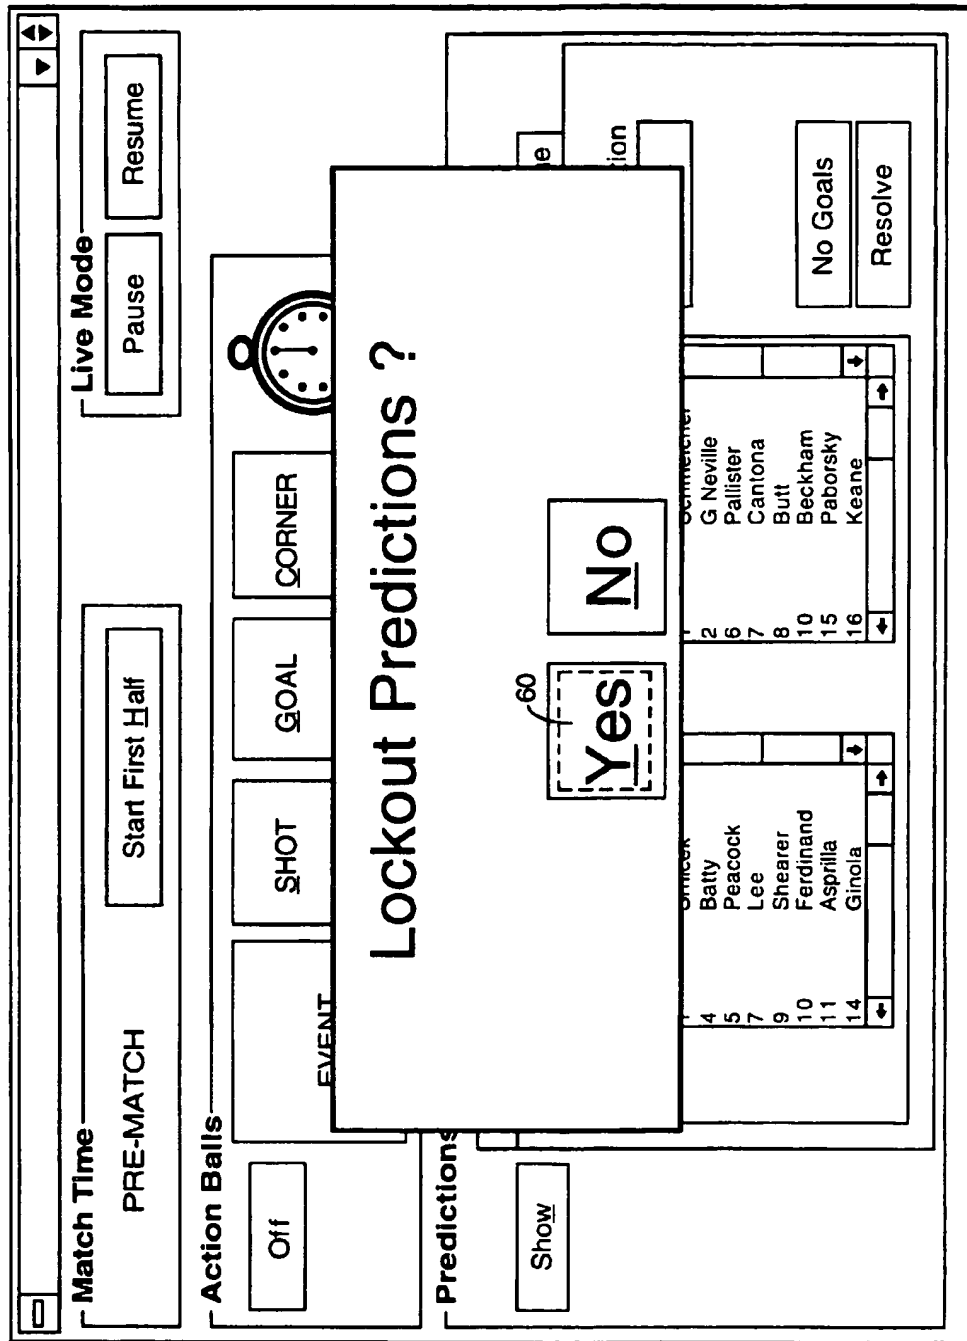 Match Time
PRE-MATCH
Start First Half
Live Mode
Pause
Resume
Action Balls
Off
EVENT
SHOT
GOAL
CORNER
Lockout Predictions ?
60
Yes
No
Predictions
Show
4 Batty
5 Peacock
7 Lee
9 Shearer
10 Ferdinand
11 Asprilla
14 Ginola
2 G Neville
6 Pallister
7 Cantona
8 Butt
10 Beckham
15 Paborsky
16 Keane
No Goals
Resolve